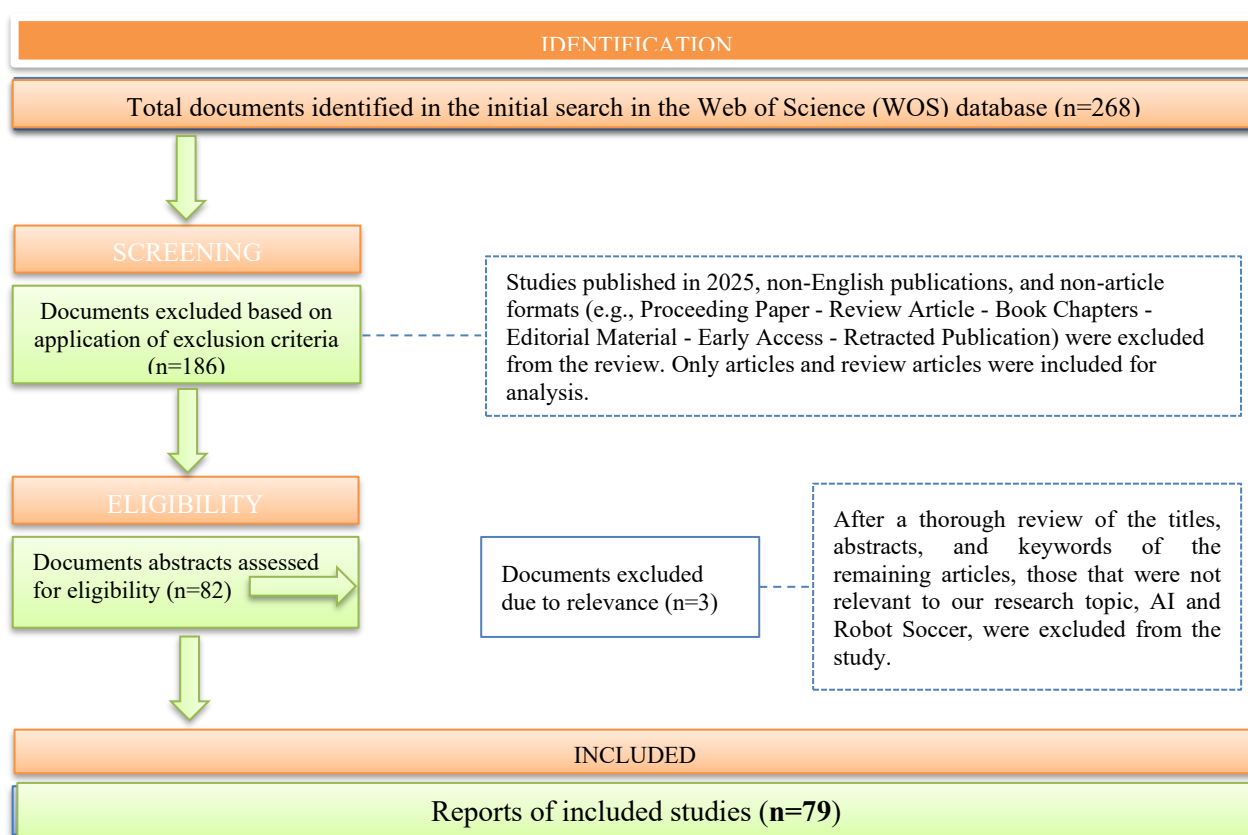 IDENTIFICATION
Total documents identified in the initial search in the Web of Science (WOS) database (n=268)
SCREENING
Documents excluded based on
application of exclusion criteria
(n=186)
Studies published in 2025, non-English publications, and non-article
formats (e.g., Proceeding Paper - Review Article - Book Chapters -
Editorial Material - Early Access - Retracted Publication) were excluded
from the review. Only articles and review articles were included for
analysis.
ELIGIBILITY
Documents abstracts assessed
for eligibility (n=82)
Documents excluded
due to relevance (n=3)
After a thorough review of the titles,
abstracts, and keywords of the
remaining articles, those that were not
relevant to our research topic, AI and
Robot Soccer, were excluded from the
study.
INCLUDED
Reports of included studies (n=79)